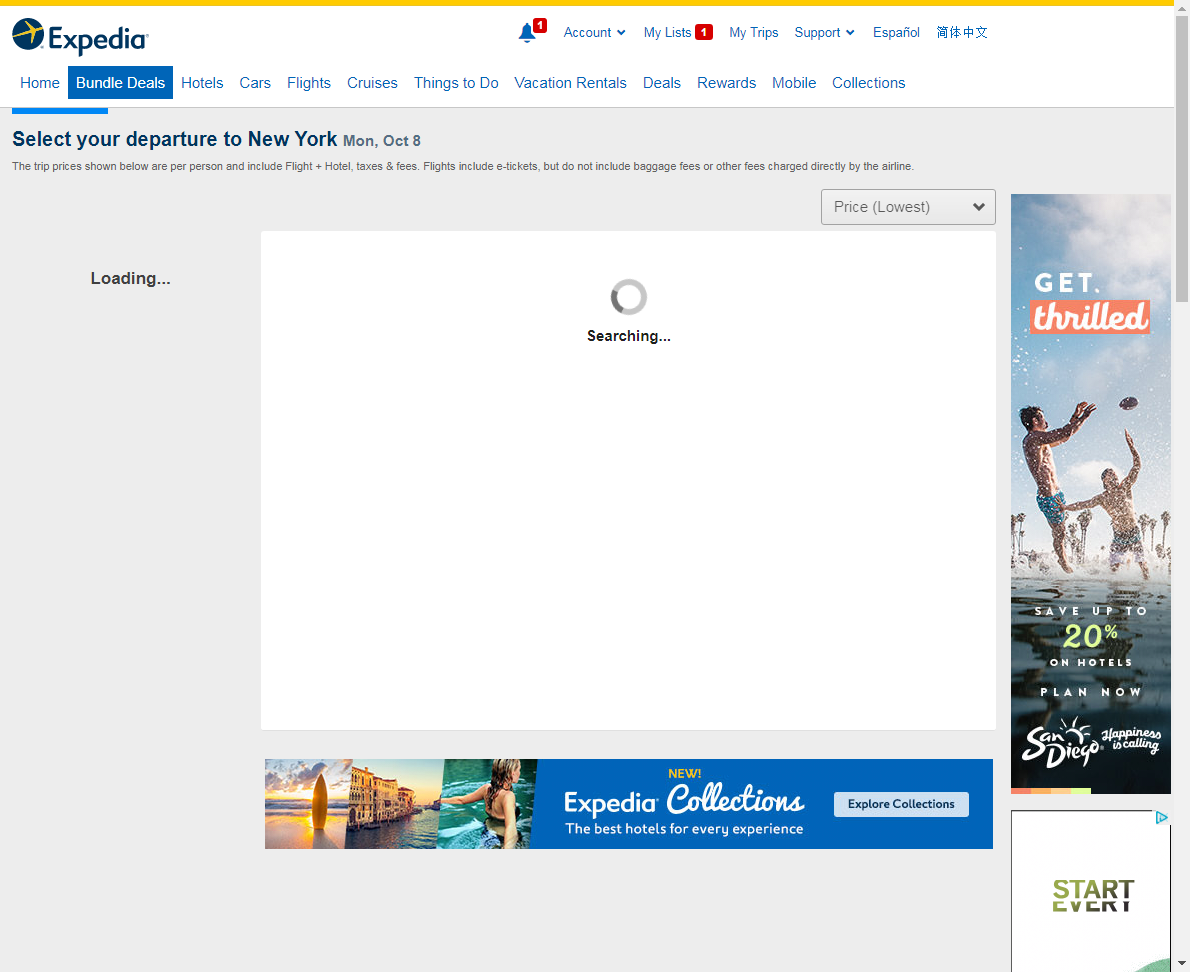 Expedia
1
Account
My Lists 1
My Trips
Support
Español
简体中文
Home
Bundle Deals
Hotels
Cars
Flights
Cruises
Things to Do
Vacation Rentals
Deals
Rewards
Mobile
Collections
Select your departure to New York Mon, Oct 8
The trip prices shown below are per person and include Flight + Hotel, taxes & fees. Flights include e-tickets, but do not include baggage fees or other fees charged directly by the airline.
Price (Lowest)
Loading...
Searching...
GET.
thrilled
SAVE UP TO
20%
ON HOTELS
PLAN NOW
San Diego
Happiness is calling
NEW!
Expedia Collections
The best hotels for every experience
Explore Collections
START